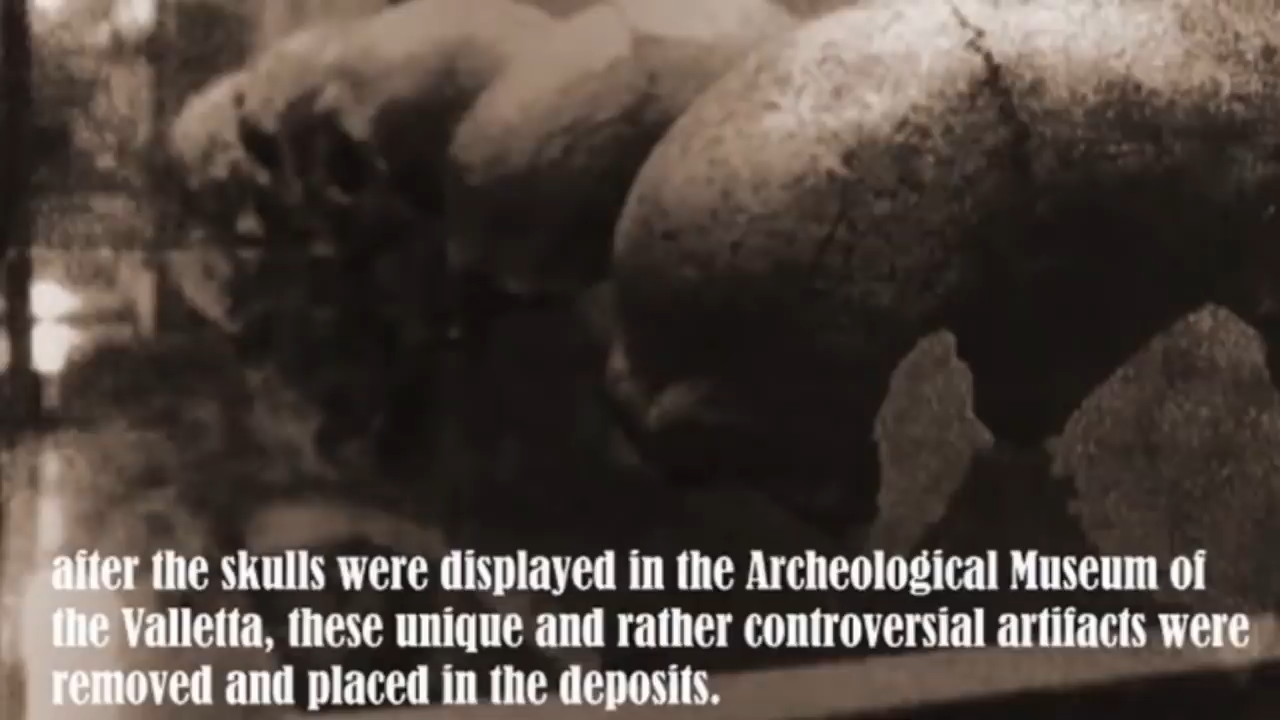 after the skulls were displayed in the Archeological Museum of
the Valletta, these unique and rather controversial artifacts were
removed and placed in the deposits.